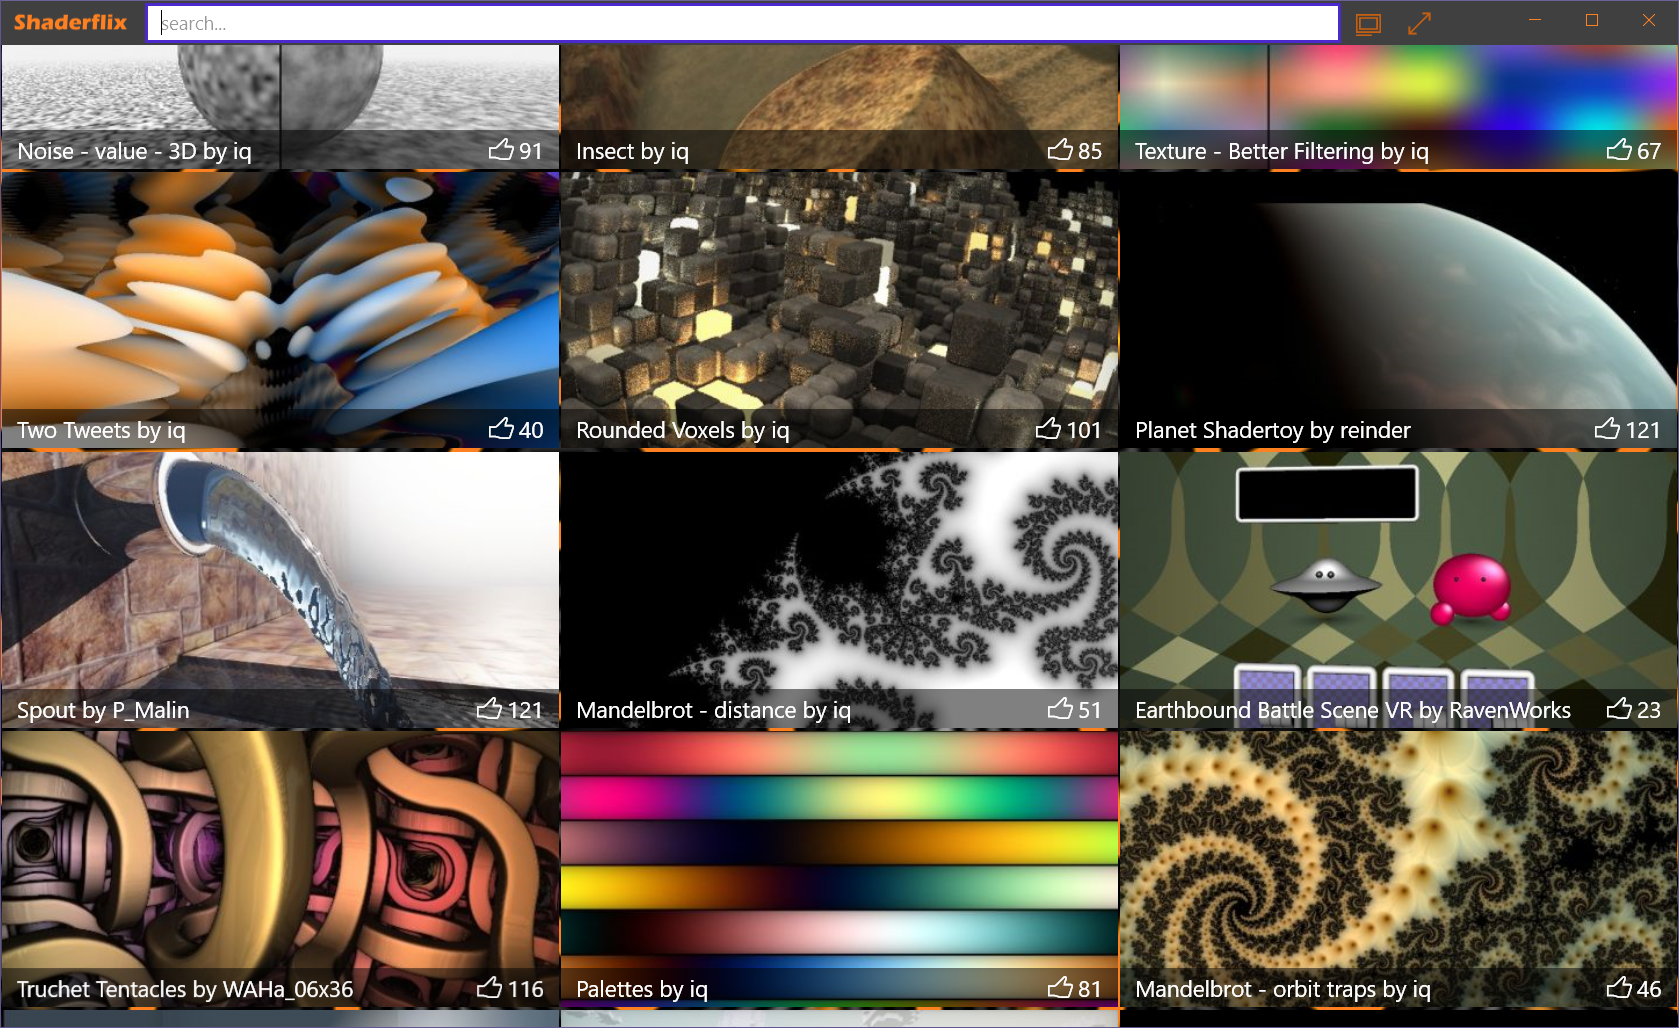 Shaderflix
search...
Noise - value - 3D by iq 91
Insect by iq 85
Texture - Better Filtering by iq 67
Two Tweets by iq 40
Rounded Voxels by iq 101
Planet Shadertoy by reinder 121
Spout by P_Malin 121
Mandelbrot - distance by iq 51
Earthbound Battle Scene VR by RavenWorks 23
Truchet Tentacles by WAHa_06x36 116
Palettes by iq 81
Mandelbrot - orbit traps by iq 46